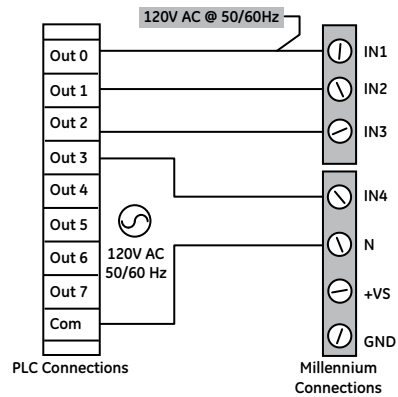 120V AC @ 50/60Hz
Out 0
Out 1
Out 2
Out 3
Out 4
Out 5
Out 6
Out 7
Com
120V AC
50/60 Hz
IN1
IN2
IN3
IN4
N
+VS
GND
PLC Connections
Millennium
Connections